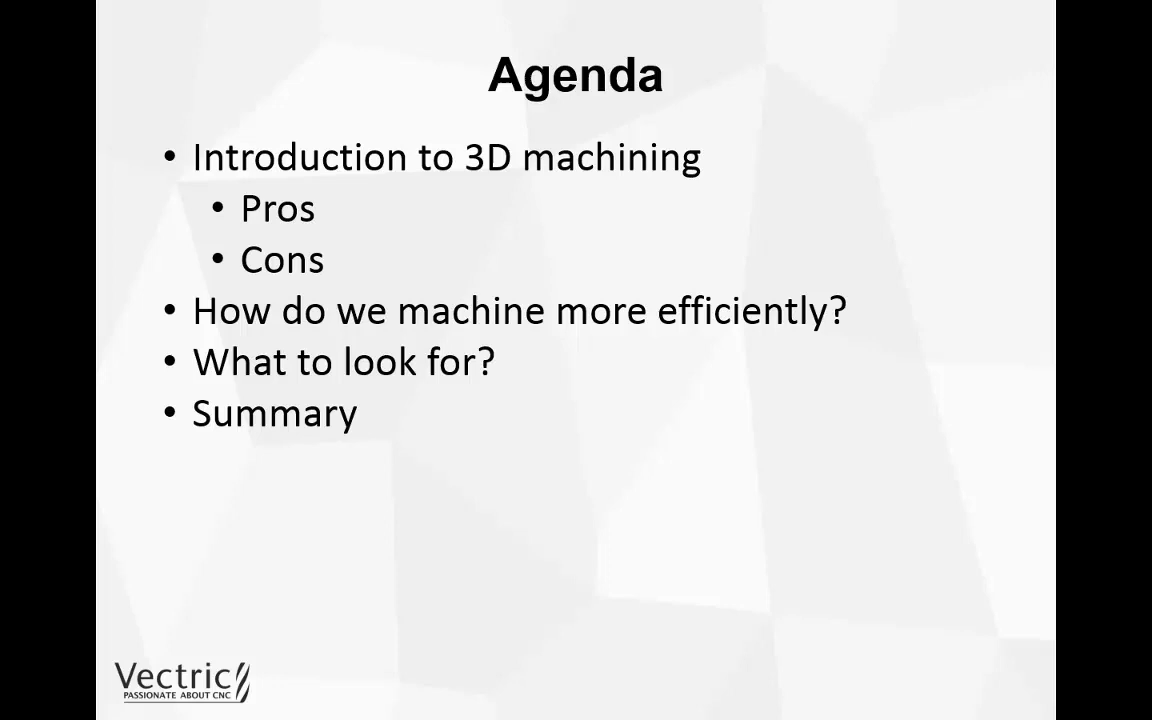 Agenda
• Introduction to 3D machining
• Pros
• Cons
• How do we machine more efficiently?
• What to look for?
• Summary
Vectric
PASSIONATE ABOUT CNC